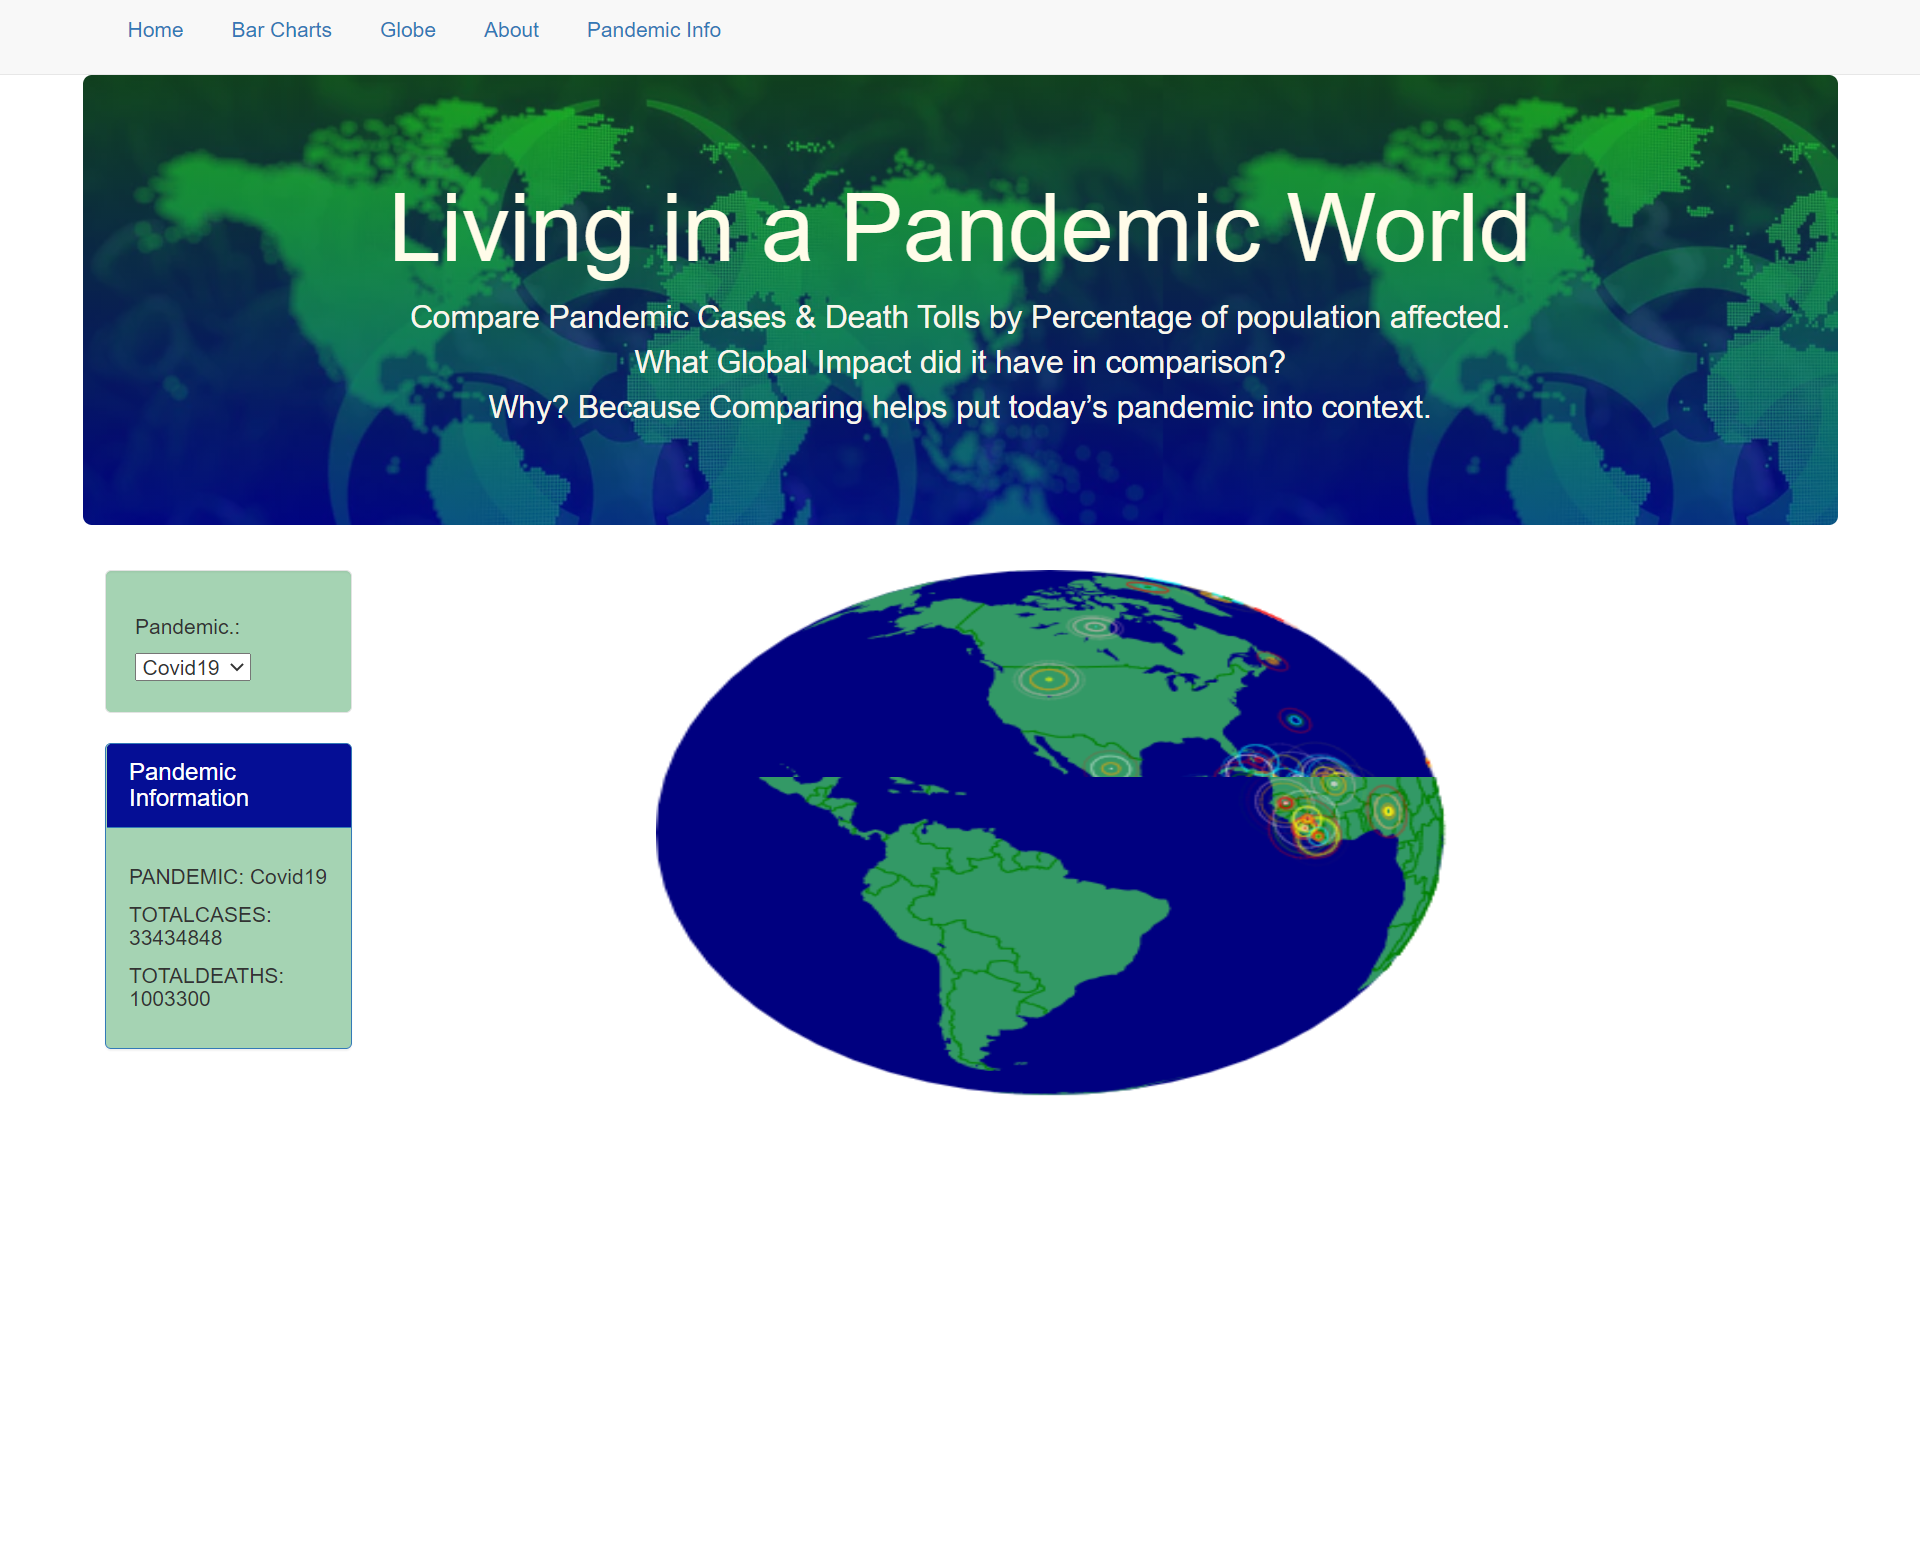 Home Bar Charts Globe About Pandemic Info
Living in a Pandemic World
Compare Pandemic Cases & Death Tolls by Percentage of population affected.
What Global Impact did it have in comparison?
Why? Because Comparing helps put today’s pandemic into context.
Pandemic.:
Covid19
Pandemic
Information
PANDEMIC: Covid19
TOTALCASES:
33434848
TOTALDEATHS:
1003300